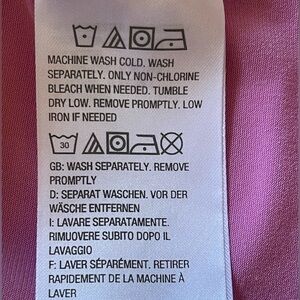 MACHINE WASH COLD. WASH
SEPARATELY. ONLY NON-CHLORINE
BLEACH WHEN NEEDED. TUMBLE
DRY LOW. REMOVE PROMPTLY. LOW
IRON IF NEEDED
30
GB: WASH SEPARATELY. REMOVE
PROMPTLY
D: SEPARAT WASCHEN. VOR DER
WÄSCHE ENTFERNEN
I: LAVARE SEPARATAMENTE.
RIMUOVERE SUBITO DOPO IL
LAVAGGIO
F: LAVER SÉPARÉMENT. RETIRER
RAPIDEMENT DE LA MACHINE À
LAVER